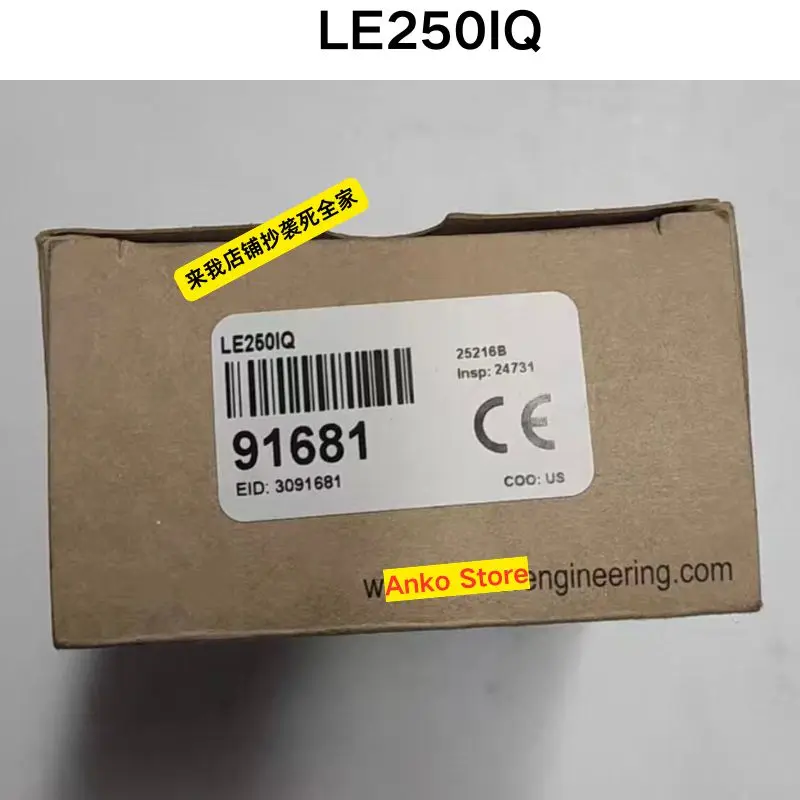 LE250IQ
来我店铺抄袭死全家
LE250IQ
25216B
Insp: 24731
91681
EID: 3091681
COO: US
Anko Store
engineering.com